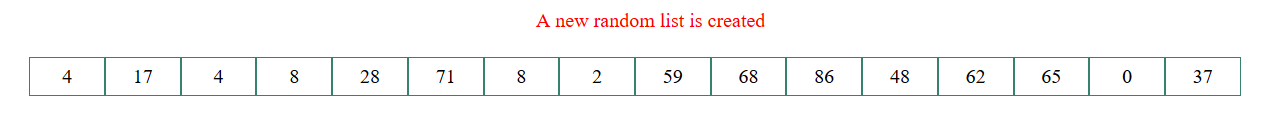 A new random list is created
4 17 4 8 28 71 8 2 59 68 86 48 62 65 0 37